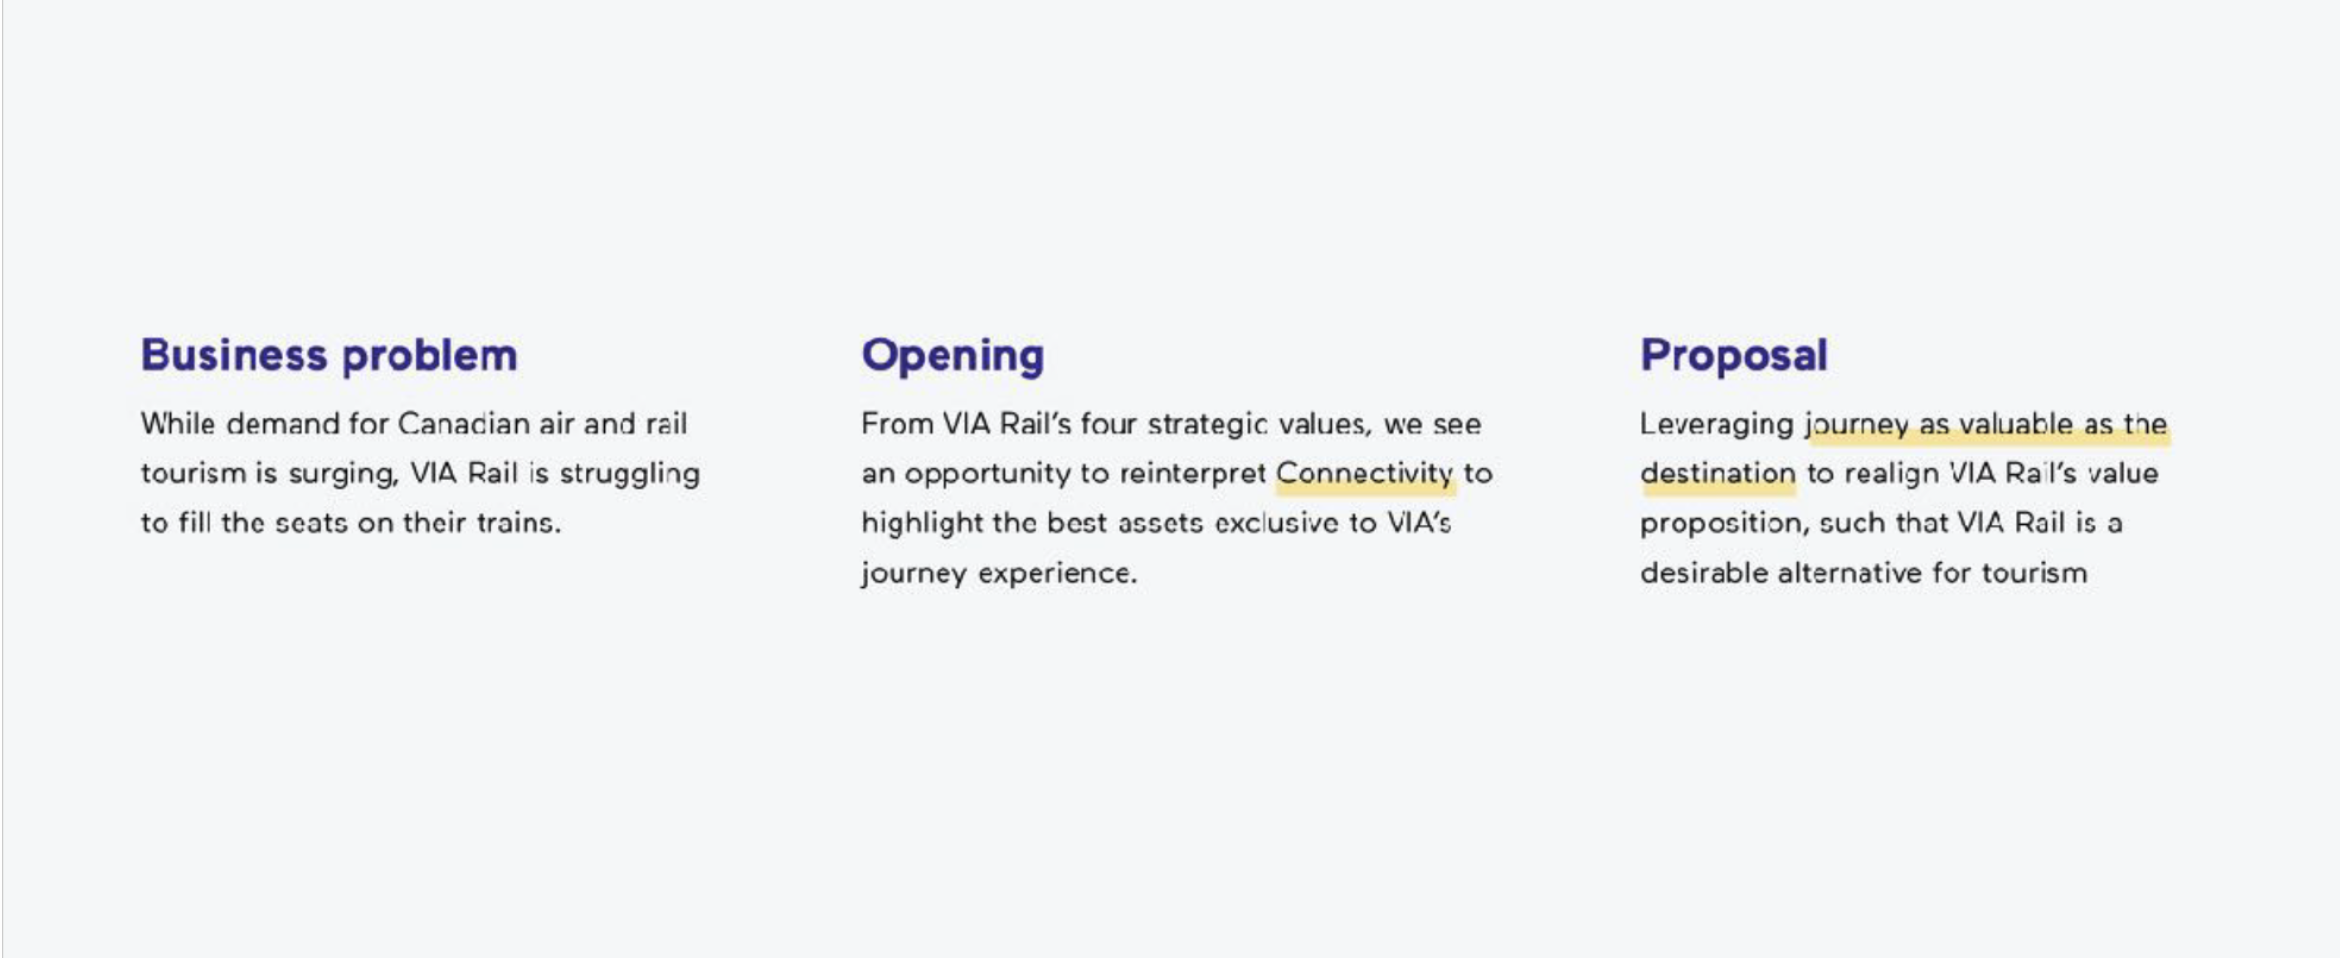 Business problem
While demand for Canadian air and rail
tourism is surging, VIA Rail is struggling
to fill the seats on their trains.
Opening
From VIA Rail’s four strategic values, we see
an opportunity to reinterpret Connectivity to
highlight the best assets exclusive to VIA’s
journey experience.
Proposal
Leveraging journey as valuable as the
destination to realign VIA Rail’s value
proposition, such that VIA Rail is a
desirable alternative for tourism